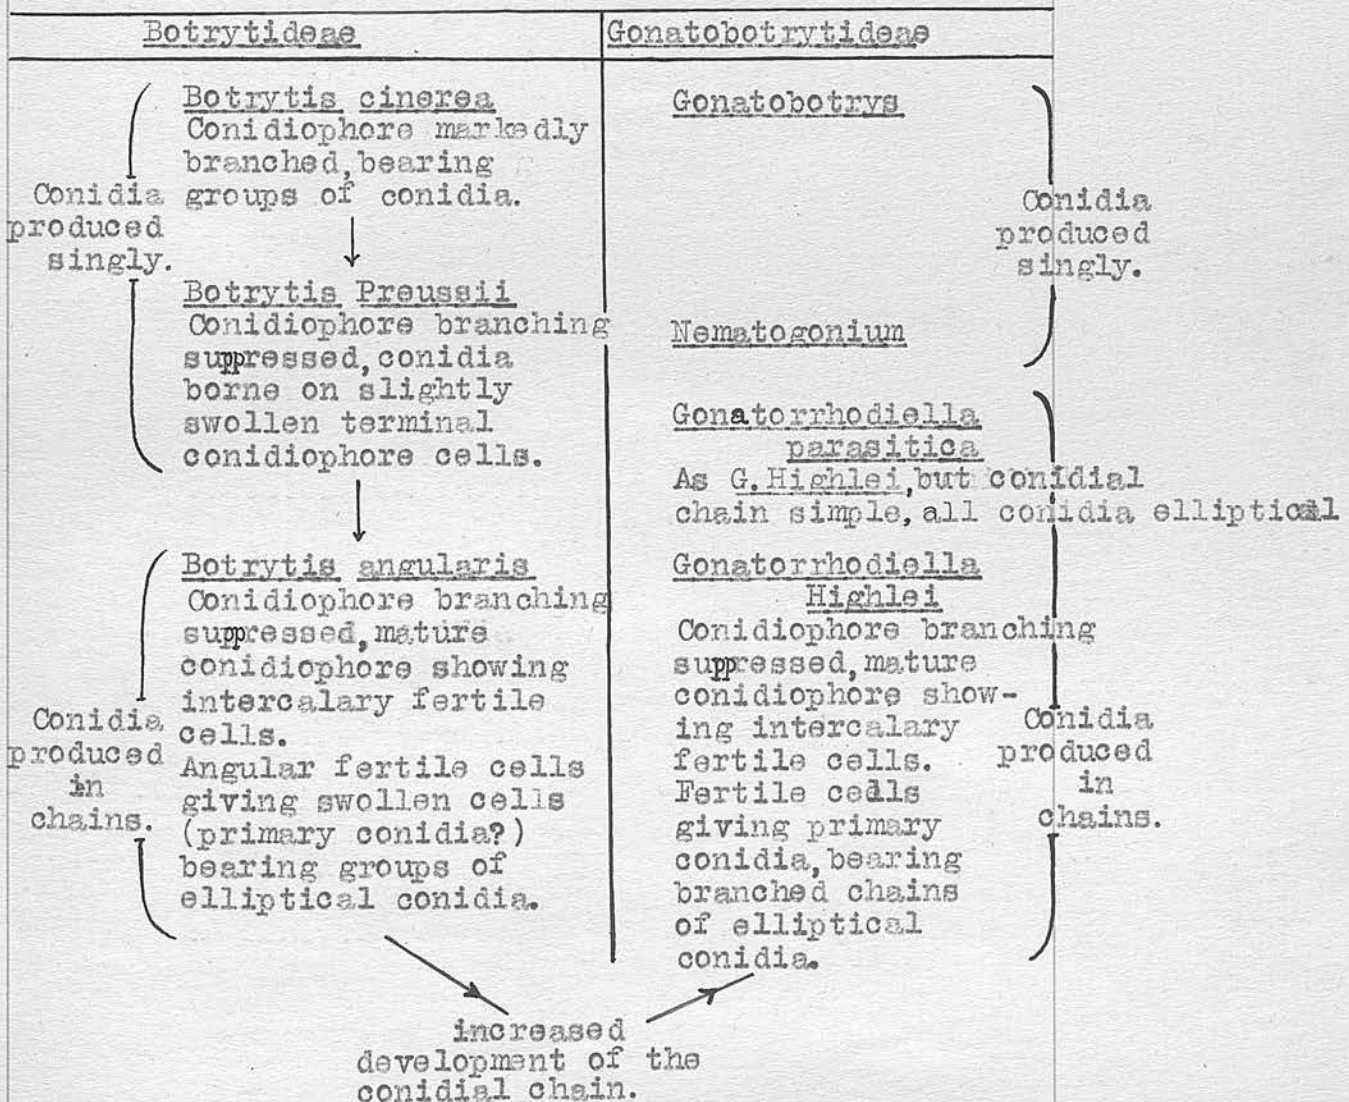 Botrytideae
Gonatobotrytideae
Conidia
produced
singly.
Botrytis cinerea
Conidiophore markedly
branched, bearing
groups of conidia.
Botrytis Preussii
Conidiophore branching
suppressed, conidia
borne on slightly
swollen terminal
conidiophore cells.
Conidia
produced
in
chains.
Botrytis angularis
Conidiophore branching
suppressed, mature
conidiophore showing
intercalary fertile
cells.
Angular fertile cells
giving swollen cells
(primary conidia?)
bearing groups of
elliptical conidia.
Gonatobotrys
Nematogonium
Conidia
produced
singly.
Gonatorrhodiella
parasitica
As G.Highlei, but conidial
chain simple, all conidia elliptical
Gonatorrhodiella
Highlei
Conidiophore branching
suppressed, mature
conidiophore show-
ing intercalary
fertile cells.
Fertile cells
giving primary
conidia, bearing
branched chains
of elliptical
conidia.
Conidia
produced
in
chains.
increased
development of the
conidial chain.